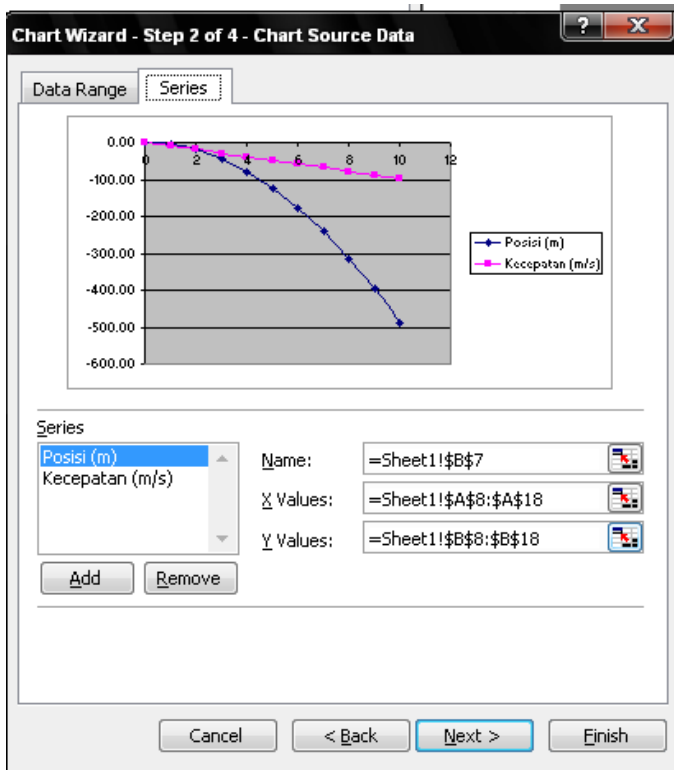 Chart Wizard - Step 2 of 4 - Chart Source Data
? X
Data Range Series
0.00
0 2 4 6 8 10 12
-100.00
-200.00
-300.00
-400.00
-500.00
-600.00
Posisi (m)
Kecepatan (m/s)
Series
Posisi (m)
Kecepatan (m/s)
Name: =Sheet1!$B$7
X Values: =Sheet1!$A$8:$A$18
Y Values: =Sheet1!$B$8:$B$18
Add Remove
Cancel < Back Next > Finish